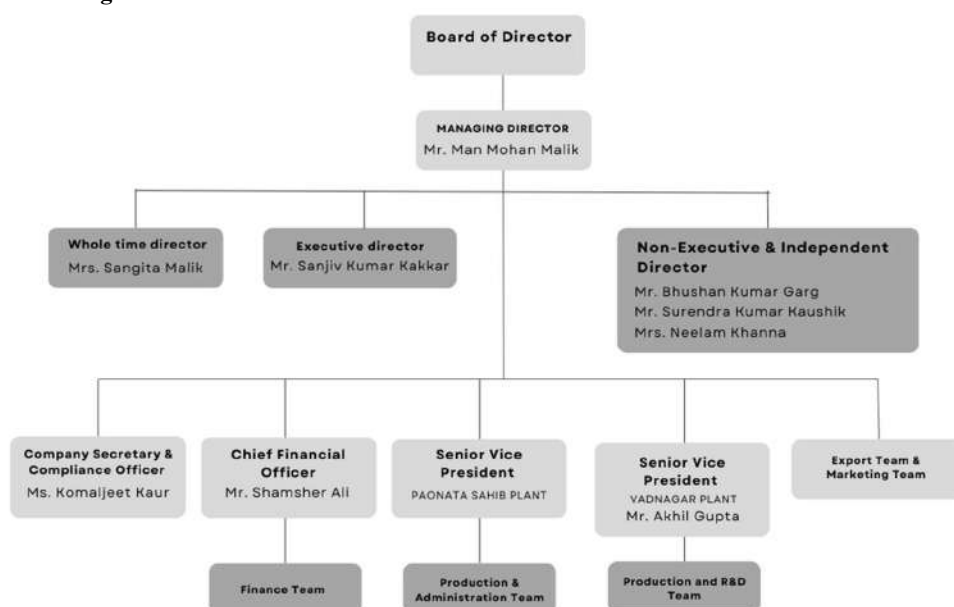 Board of Director
MANAGING DIRECTOR
Mr. Man Mohan Malik
Whole time director
Mrs. Sangita Malik
Executive director
Mr. Sanjiv Kumar Kakkar
Non-Executive & Independent
Director
Mr. Bhushan Kumar Garg
Mr. Surendra Kumar Kaushik
Mrs. Neelam Khanna
Company Secretary &
Compliance Officer
Ms. Komaljeet Kaur
Chief Financial
Officer
Mr. Shamsher Ali
Senior Vice
President
PAONATA SAHIB PLANT
Senior Vice
President
VADNAGAR PLANT
Mr. Akhil Gupta
Export Team &
Marketing Team
Finance Team
Production &
Administration Team
Production and R&D
Team